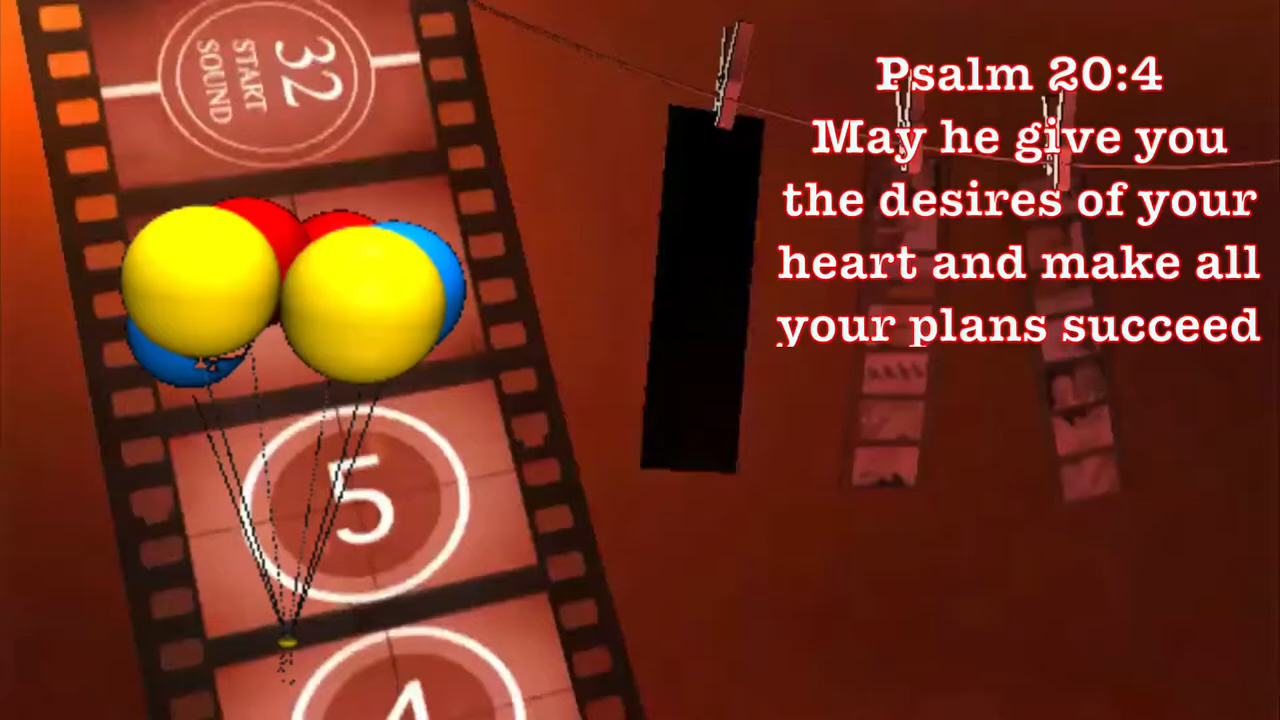 32
START
SOUND
5
4
Psalm 20:4
May he give you
the desires of your
heart and make all
your plans succeed